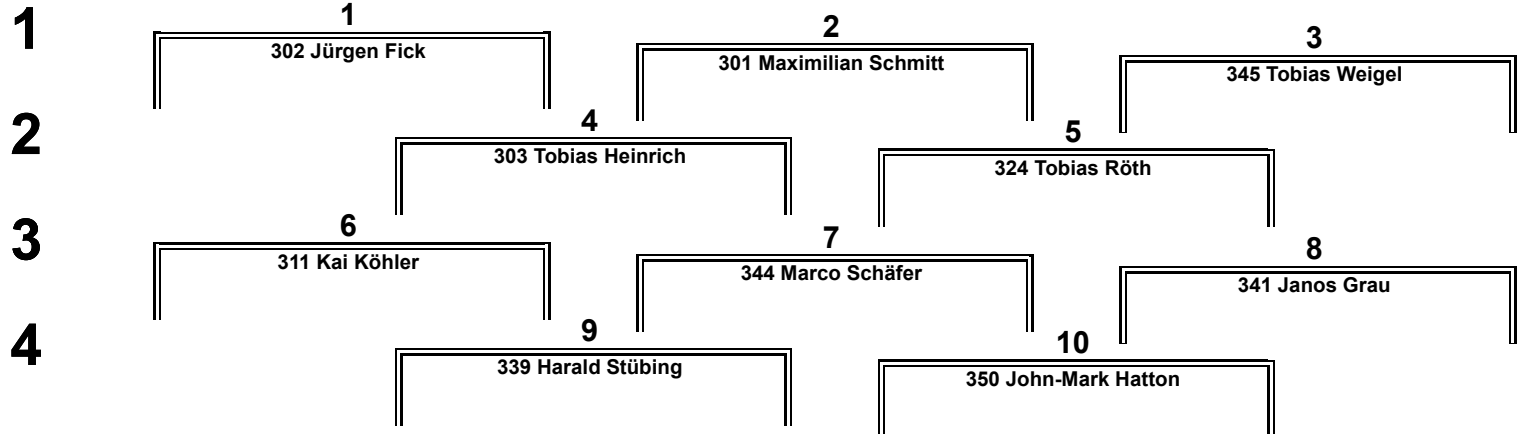 1
1
302 Jürgen Fick
2
301 Maximilian Schmitt
3
345 Tobias Weigel
2
4
303 Tobias Heinrich
5
324 Tobias Röth
3
6
311 Kai Köhler
7
344 Marco Schäfer
8
341 Janos Grau
4
9
339 Harald Stübing
10
350 John-Mark Hatton